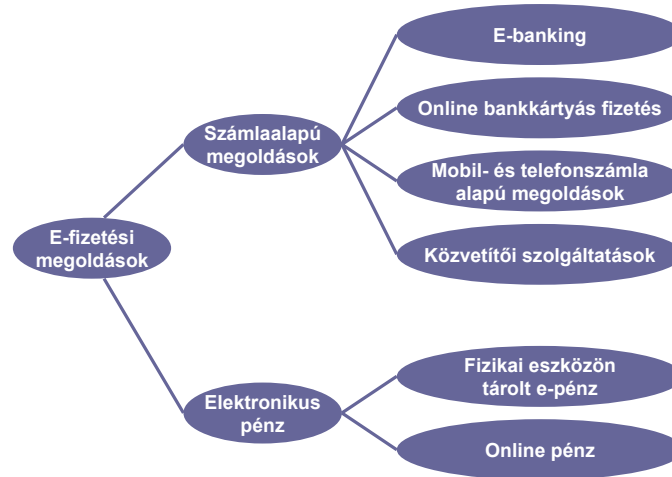 E-banking
Online bankkártyás fizetés
Számlaalapú
megoldások
Mobil- és telefonszámla
alapú megoldások
E-fizetési
megoldások
Közvetítői szolgáltatások
Fizikai eszközön
tárolt e-pénz
Elektronikus
pénz
Online pénz